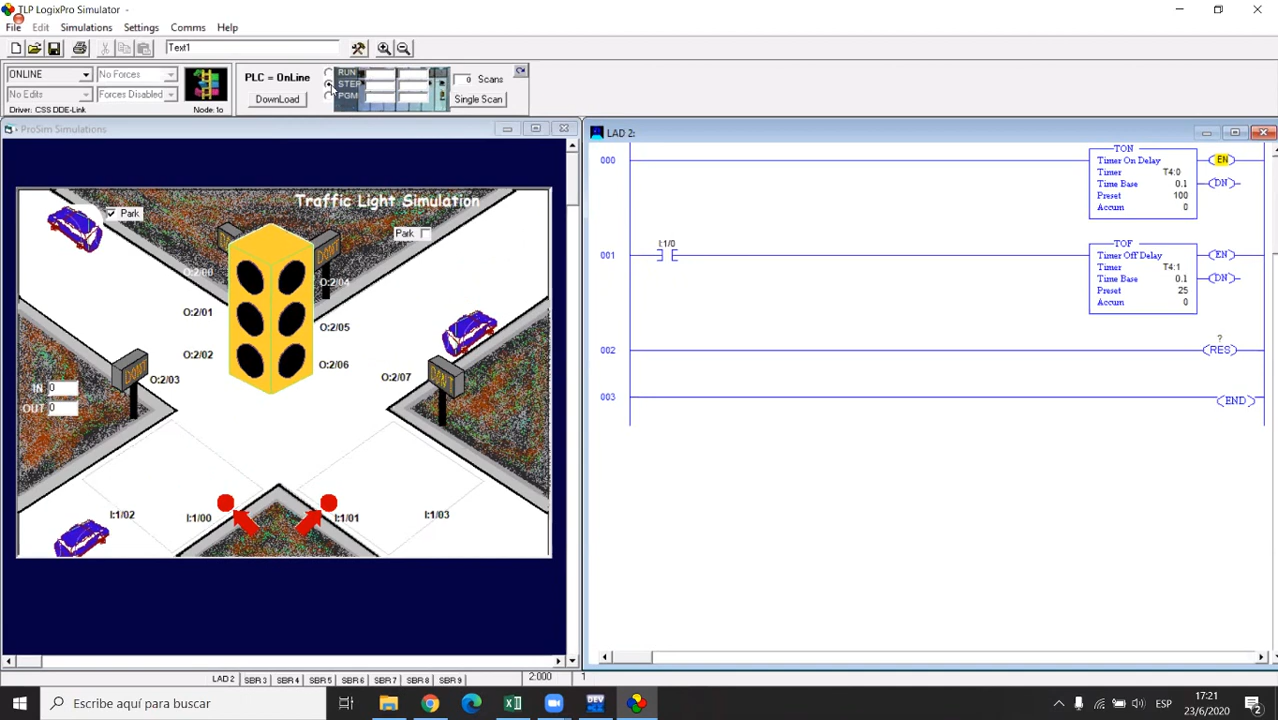 TLP LogixPro Simulator -
File Edit Simulations Settings Comms Help
Text1
ONLINE No Forces
No Edits Forces Disabled
Driver: CSS DDE-Link Node: to
PLC = OnLine
DownLoad
RUN
STEP
PGM
0 Scans
Single Scan
ProSim Simulations
Traffic Light Simulation
Park
Park
DONT
DONT
O:2/00
O:2/04
O:2/01
O:2/05
O:2/02
O:2/06
O:2/03
O:2/07
IN 0
OUT 0
I:1/02
I:1/00
I:1/01
I:1/03
LAD 2:
000
TON
Timer On Delay
Timer T4:0
Time Base 0.1
Preset 100
Accum 0
EN
DN
001
I:1/0
TOF
Timer Off Delay
Timer T4:1
Time Base 0.1
Preset 25
Accum 0
EN
DN
002
?
RES
003
END
LAD 2 SBR 3 SBR 4 SBR 5 SBR 6 SBR 7 SBR 8 SBR 9 2:000 1
Escribe aquí para buscar
ESP
17:21
23/6/2020
2